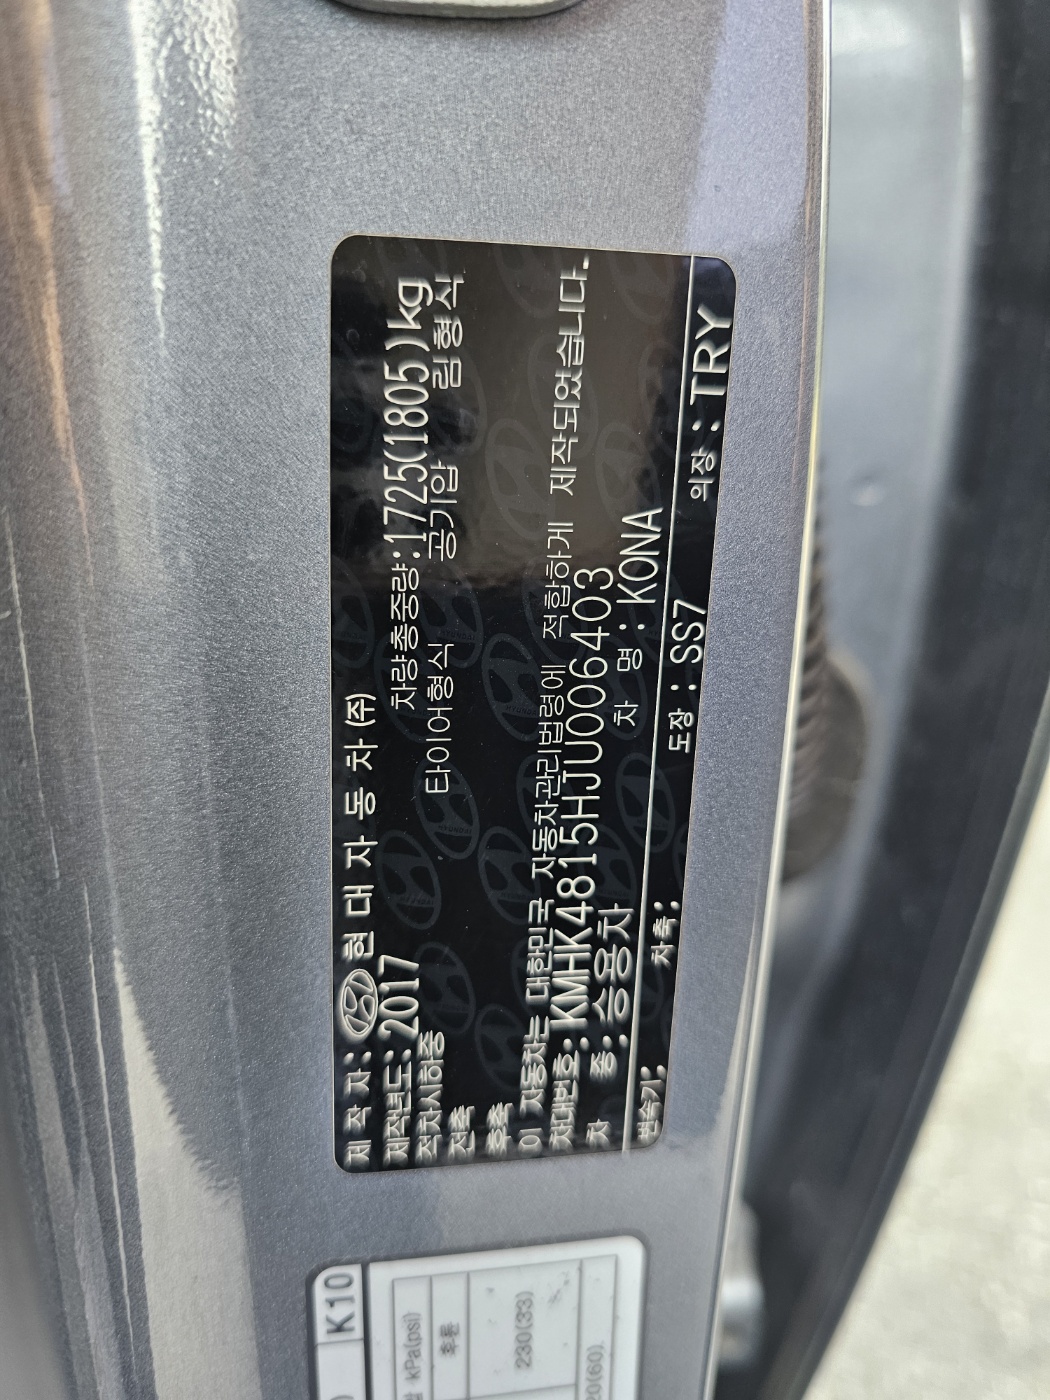 제 작 자: 현 대 자 동 차 (주)
제작년도: 2017 차량총중량:1725(1805)kg
적차시하중 타이어형식 공기압 림형식
전축
후축
이 자동차는 대한민국 자동차관리법령에 적합하게 제작되었습니다.
차대번호: KMHK4815HJU006403
차 종: 승용차 차 명: KONA
변속기: 차축: 도장: SS7 의장: TRY
K10
kPa(psi)
후륜
230(33)